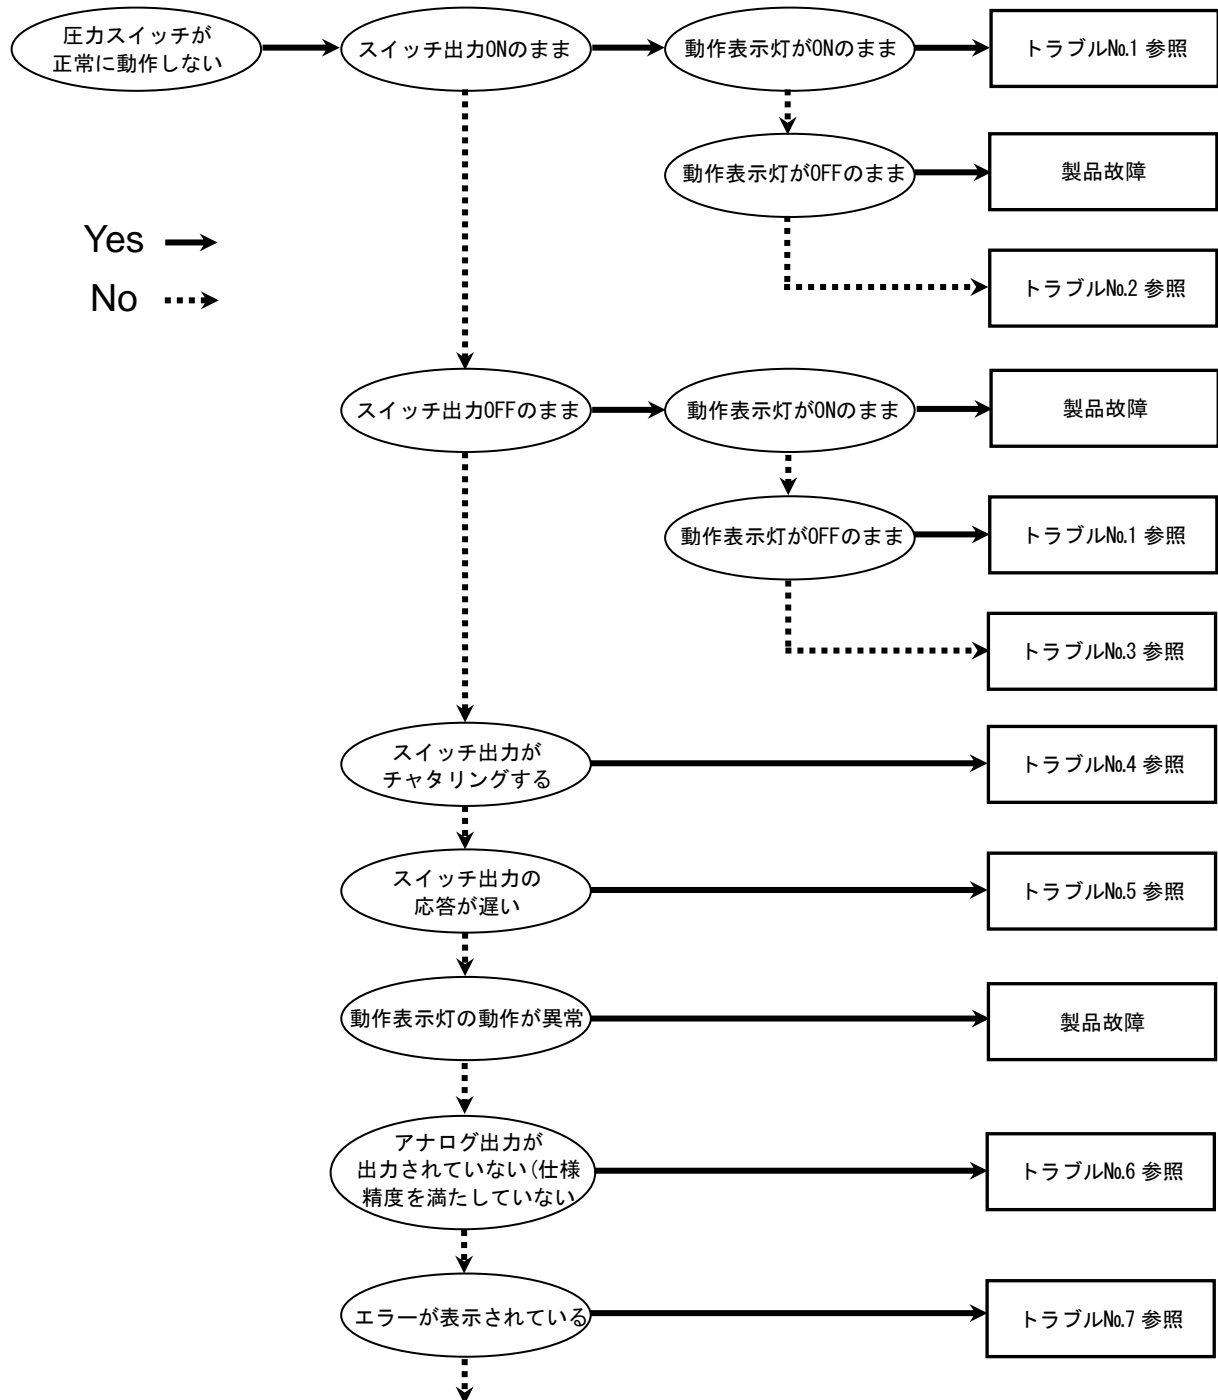 圧力スイッチが
正常に動作しない
スイッチ出力ONのまま
動作表示灯がONのまま
トラブル№1 参照
動作表示灯がOFFのまま
製品故障
Yes
No
トラブル№2 参照
スイッチ出力OFFのまま
動作表示灯がONのまま
製品故障
動作表示灯がOFFのまま
トラブル№1 参照
トラブル№3 参照
スイッチ出力が
チャタリングする
トラブル№4 参照
スイッチ出力の
応答が遅い
トラブル№5 参照
動作表示灯の動作が異常
製品故障
アナログ出力が
出力されていない(仕様
精度を満たしていない
トラブル№6 参照
エラーが表示されている
トラブル№7 参照